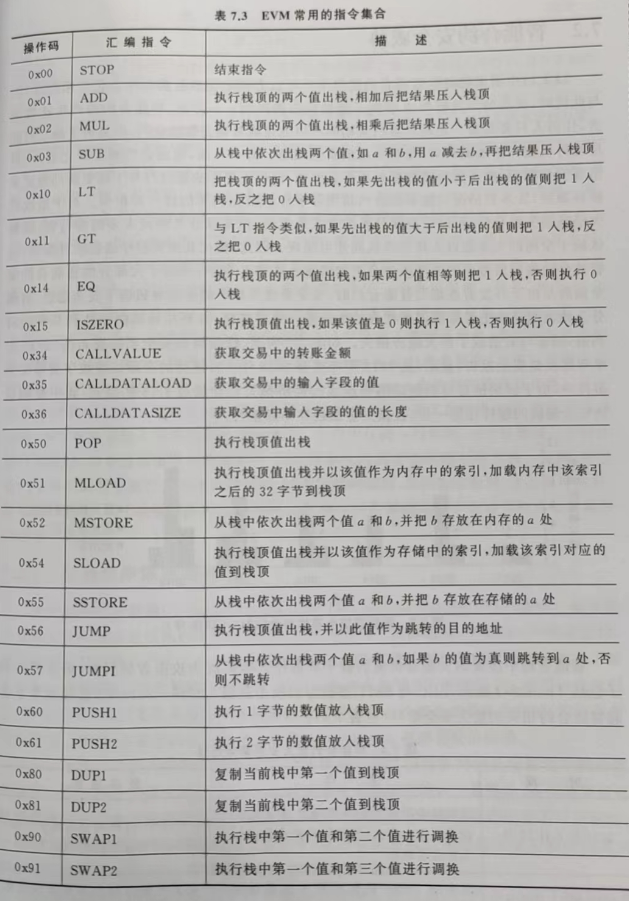 表 7.3 EVM 常用的指令集合
操作码 汇编指令 描述
0x00 STOP 结束指令
0x01 ADD 执行栈顶的两个值出栈,相加后把结果压入栈顶
0x02 MUL 执行栈顶的两个值出栈,相乘后把结果压入栈顶
0x03 SUB 从栈中依次出栈两个值,如 a 和 b,用 a 减去 b,再把结果压入栈顶
0x10 LT 把栈顶的两个值出栈,如果先出栈的值小于后出栈的值则把 1 入
栈,反之把 0 入栈
0x11 GT 与 LT 指令类似,如果先出栈的值大于后出栈的值则把 1 入栈,反
之把 0 入栈
0x14 EQ 执行栈顶的两个值出栈,如果两个值相等则把 1 入栈,否则执行 0
入栈
0x15 ISZERO 执行栈顶值出栈,如果该值是 0 则执行 1 入栈,否则执行 0 入栈
0x34 CALLVALUE 获取交易中的转账金额
0x35 CALLDATALOAD 获取交易中的输入字段的值
0x36 CALLDATASIZE 获取交易中输入字段的值的长度
0x50 POP 执行栈顶值出栈
0x51 MLOAD 执行栈顶值出栈并以该值作为内存中的索引,加载内存中该索引
之后的 32 字节到栈顶
0x52 MSTORE 从栈中依次出栈两个值 a 和 b,并把 b 存放在内存的 a 处
0x54 SLOAD 执行栈顶值出栈并以该值作为存储中的索引,加载该索引对应的
值到栈顶
0x55 SSTORE 从栈中依次出栈两个值 a 和 b,并把 b 存放在存储的 a 处
0x56 JUMP 执行栈顶值出栈,并以此值作为跳转的目的地址
0x57 JUMPI 从栈中依次出栈两个值 a 和 b,如果 b 的值为真则跳转到 a 处,否
则不跳转
0x60 PUSH1 执行 1 字节的数值放入栈顶
0x61 PUSH2 执行 2 字节的数值放入栈顶
0x80 DUP1 复制当前栈中第一个值到栈顶
0x81 DUP2 复制当前栈中第二个值到栈顶
0x90 SWAP1 执行栈中第一个值和第二个值进行调换
0x91 SWAP2 执行栈中第一个值和第三个值进行调换